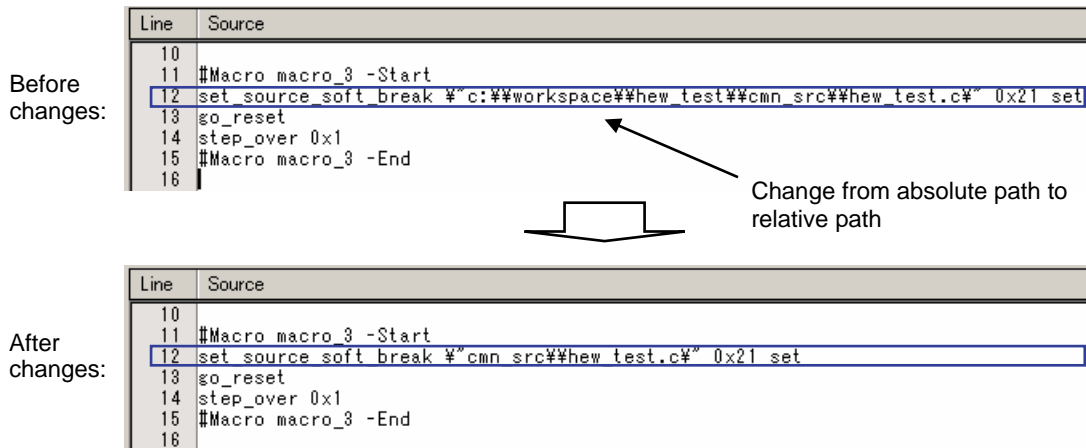 Line Source
10
11 #Macro macro_3 -Start
Before changes:
12 set_source_soft_break ¥"c:¥¥workspace¥¥hew_test¥¥cmn_src¥¥hew_test.c¥" 0x21 set
13 go_reset
14 step_over 0x1
15 #Macro macro_3 -End
16
Change from absolute path to
relative path
Line Source
10
11 #Macro macro_3 -Start
After changes:
12 set_source_soft_break ¥"cmn_src¥¥hew_test.c¥" 0x21 set
13 go_reset
14 step_over 0x1
15 #Macro macro_3 -End
16